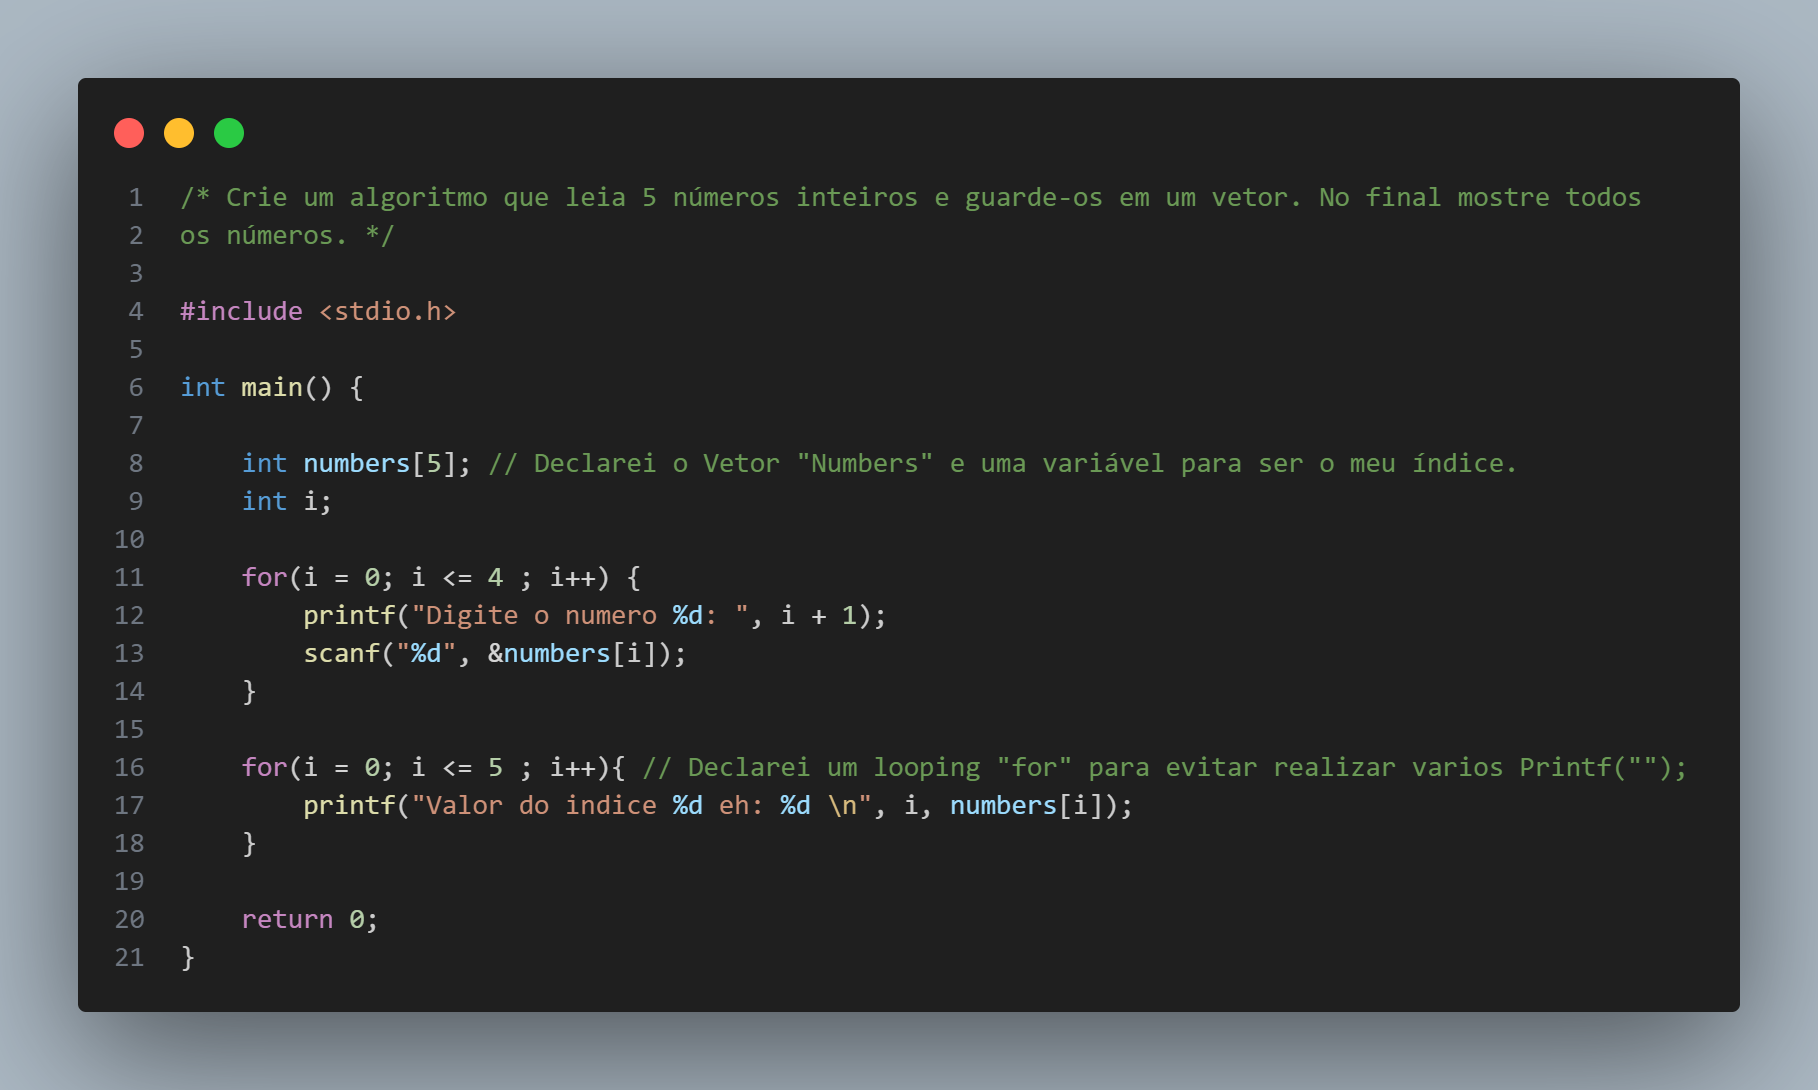 1 /* Crie um algoritmo que leia 5 números inteiros e guarde-os em um vetor. No final mostre todos
2 os números. */
3
4 #include <stdio.h>
5
6 int main() {
7
8     int numbers[5]; // Declarei o Vetor "Numbers" e uma variável para ser o meu índice.
9     int i;
10
11     for(i = 0; i <= 4 ; i++) {
12         printf("Digite o numero %d: ", i + 1);
13         scanf("%d", &numbers[i]);
14     }
15
16     for(i = 0; i <= 5 ; i++){ // Declarei um looping "for" para evitar realizar varios Printf("");
17         printf("Valor do indice %d eh: %d \n", i, numbers[i]);
18     }
19
20     return 0;
21 }